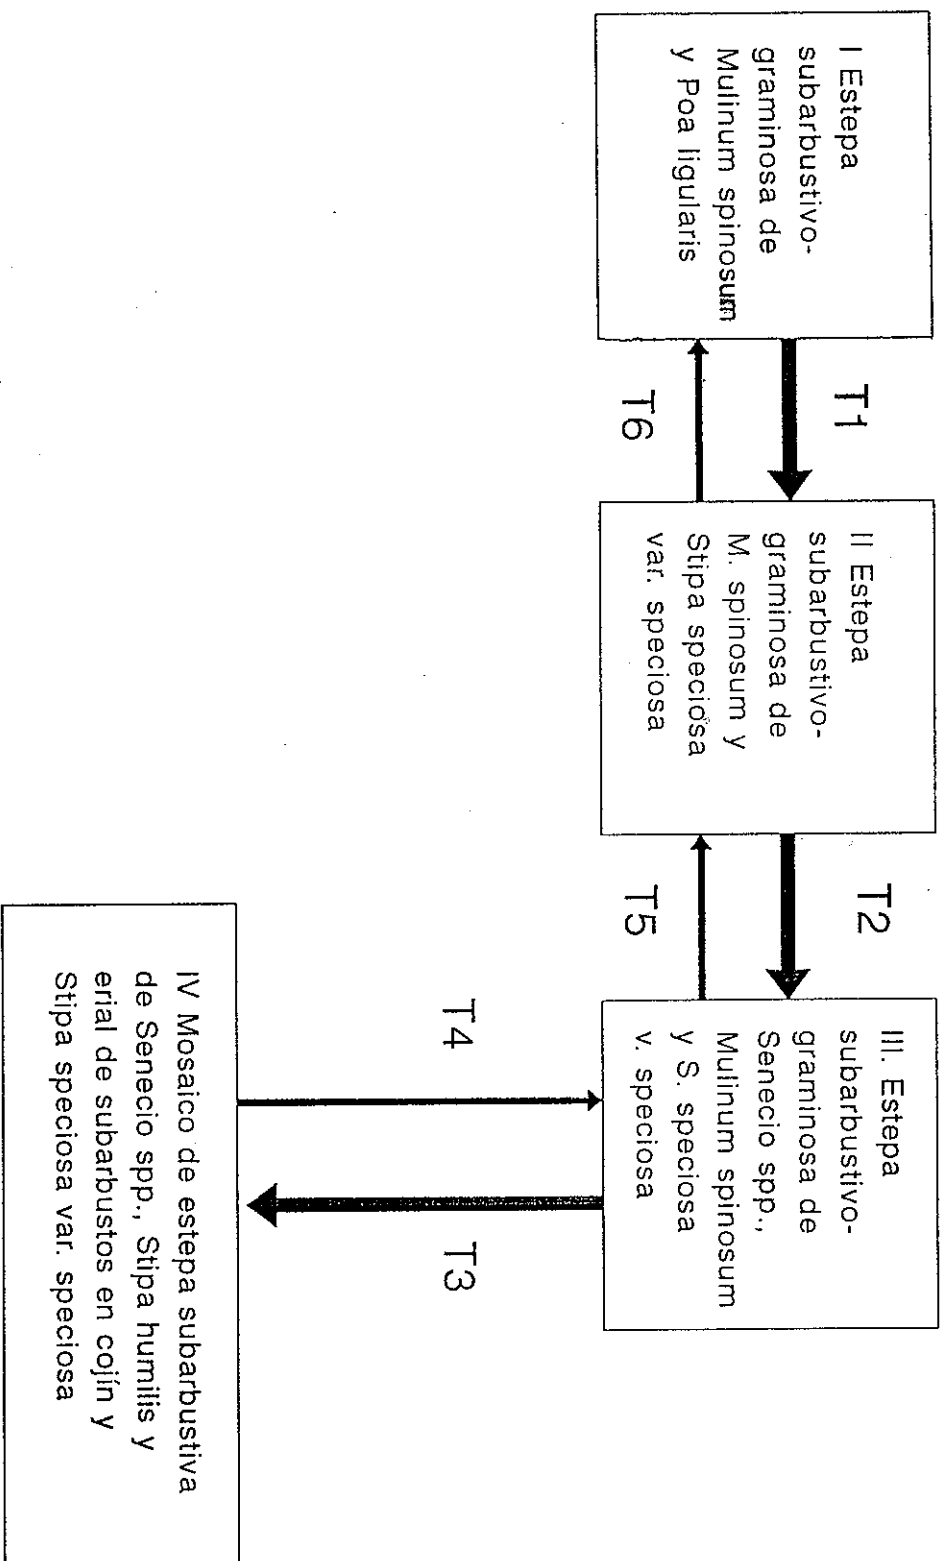 I Estepa
subarbustivo-
graminosa de
Mulinum spinosum
y Poa ligularis
T1
T6
II Estepa
subarbustivo-
graminosa de
M. spinosum y
Stipa speciosa
var. speciosa
T2
T5
III. Estepa
subarbustivo-
graminosa de
Senecio spp.,
Mulinum spinosum
y S. speciosa
v. speciosa
T4
T3
IV Mosaico de estepa subarbustiva
de Senecio spp., Stipa humilis y
erial de subarbustos en cojín y
Stipa speciosa var. speciosa